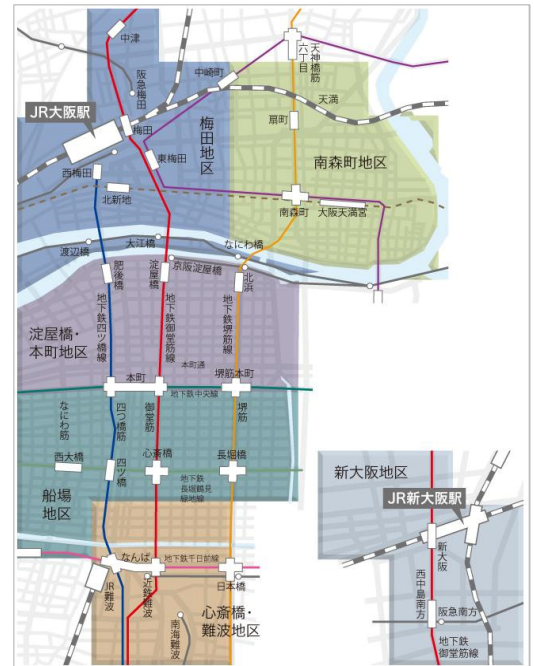 中津
阪急梅田
中崎町
天神橋筋
六丁目
天満
JR大阪駅
梅田
梅田地区
扇町
東梅田
南森町地区
西梅田
北新地
南森町
大阪天満宮
渡辺橋
大江橋
なにわ橋
肥後橋
淀屋橋
京阪淀屋橋
北浜
地下鉄四ツ橋線
地下鉄御堂筋線
地下鉄堺筋線
淀屋橋・
本町地区
本町通
本町
堺筋本町
地下鉄中央線
なにわ筋
四つ橋筋
御堂筋
堺筋
西大橋
四ツ橋
心斎橋
長堀橋
地下鉄
長堀鶴見
緑地線
船場
地区
なんば
地下鉄千日前線
JR難波
近鉄難波
日本橋
南海難波
心斎橋・
難波地区
新大阪地区
JR新大阪駅
新大阪
西中島南方
阪急南方
地下鉄
御堂筋線